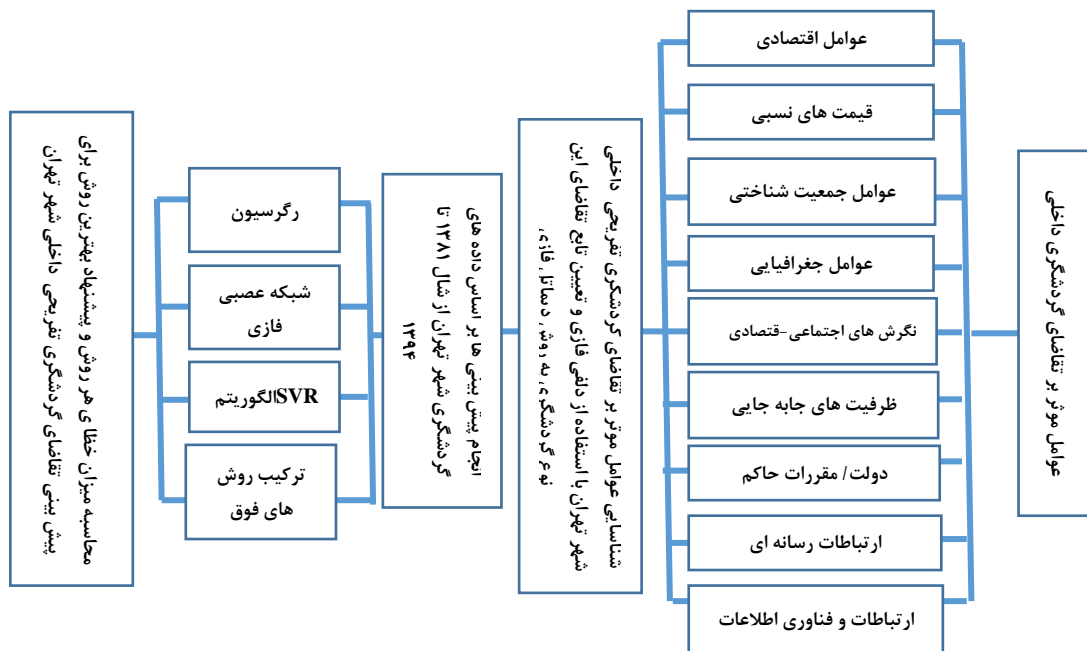 عوامل موثر بر تقاضای گردشگری داخلی
عوامل اقتصادی
قیمت های نسبی
عوامل جمعیت شناختی
عوامل جغرافیایی
نگرش های اجتماعی-قتصادی
ظرفیت های جابه جایی
دولت/ مقررات حاکم
ارتباطات رسانه ای
ارتباطات و فناوری اطلاعات
شناسایی عوامل موثر بر تقاضای گردشگری تفریحی داخلی
شهر تهران با استفاده از دلفی فازی و تعیین تابع تقاضای این
نوع گردشگری به روش دیماتل فازی
انجام پیش بینی ها بر اساس داده های
گردشگری شهر تهران از شال ۱۳۸۱ تا
۱۳۹۴
رگرسیون
شبکه عصبی
فازی
SVRالگوریتم
ترکیب روش
های فوق
محاسبه میزان خطا ی هر روش و پیشنهاد بهترین روش برای
پیش بینی تقاضای گردشگری تفریحی داخلی شهر تهران